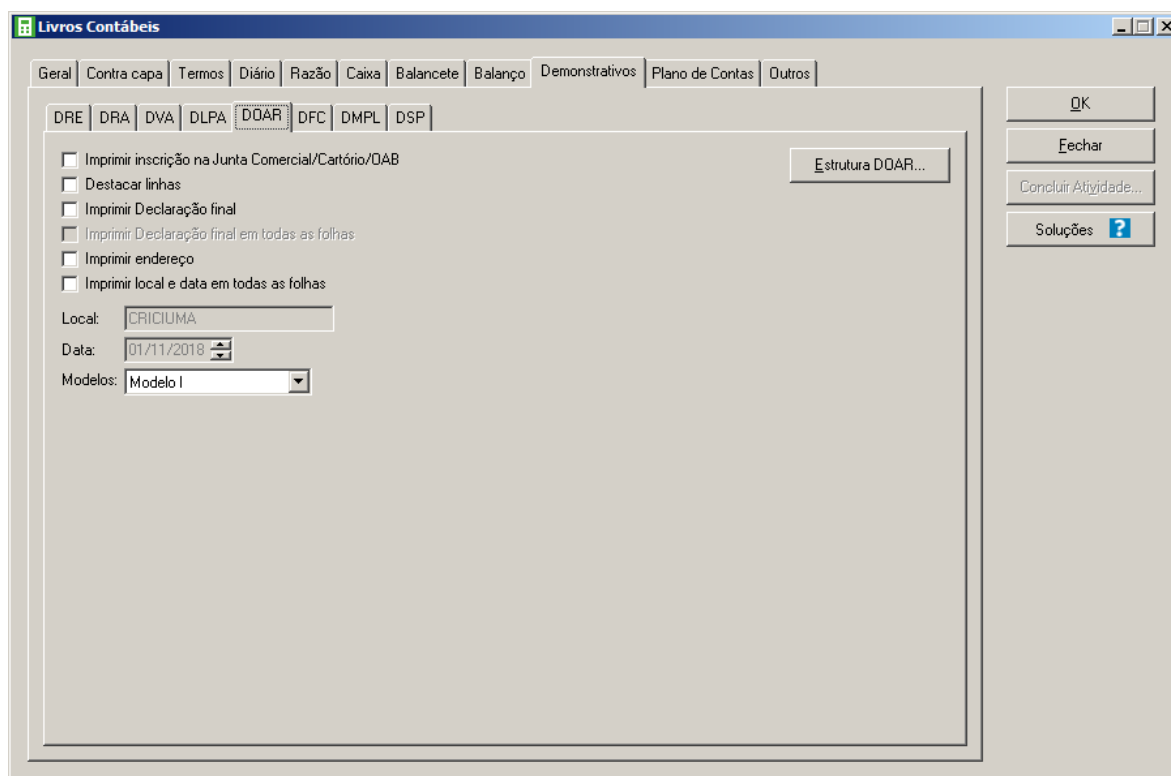 Livros Contábeis
Geral Contra capa Termos Diário Razão Caixa Balancete Balanço Demonstrativos Plano de Contas Outros
DRE DRA DVA DLPA DOAR DFC DMPL DSP
Imprimir inscrição na Junta Comercial/Cartório/OAB
Destacar linhas
Imprimir Declaração final
Imprimir Declaração final em todas as folhas
Imprimir endereço
Imprimir local e data em todas as folhas
Local: CRICIUMA
Data: 01/11/2018
Modelos: Modelo I
Estrutura DOAR...
OK
Fechar
Concluir Atividade...
Soluções ?